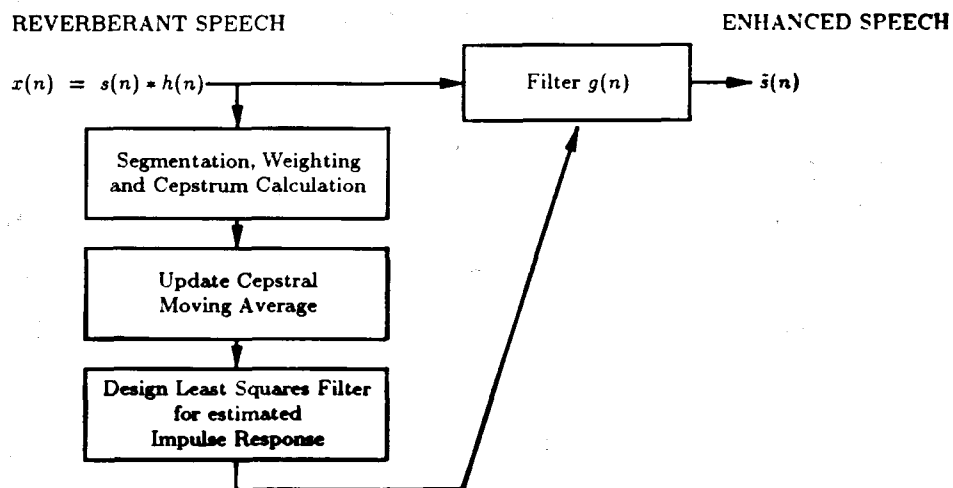 REVERBERANT SPEECH
ENHANCED SPEECH
x(n) = s(n) * h(n)
Filter g(n)
s̃(n)
Segmentation, Weighting
and Cepstrum Calculation
Update Cepstral
Moving Average
Design Least Squares Filter
for estimated
Impulse Response